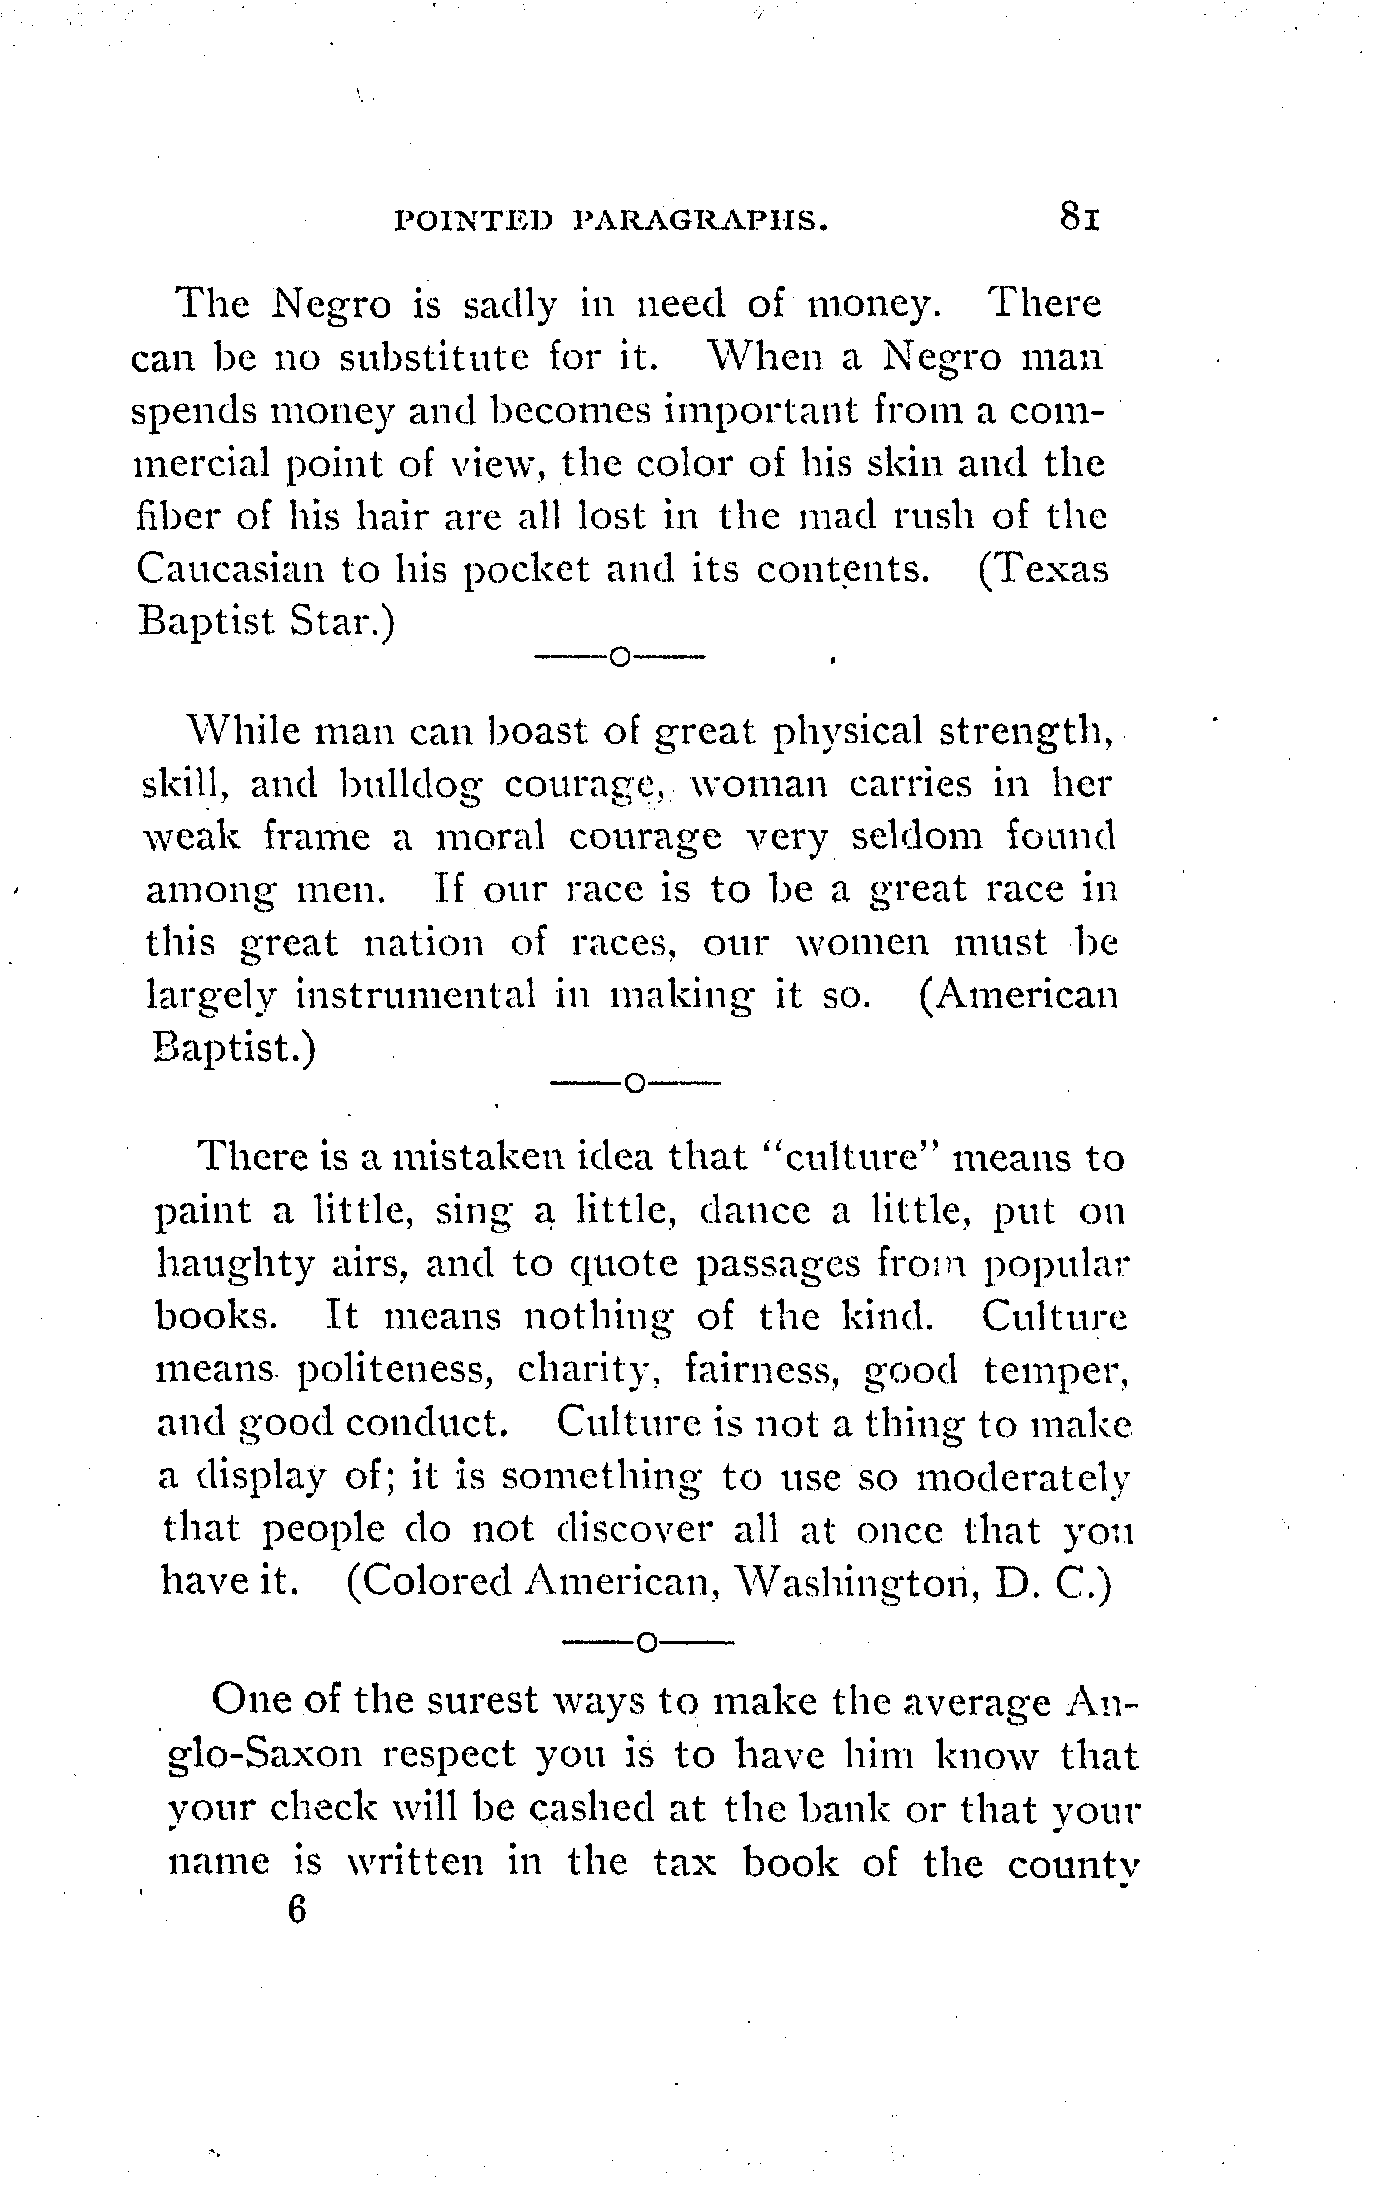 POINTED PARAGRAPHS. 81
The Negro is sadly in need of money. There
can be no substitute for it. When a Negro man
spends money and becomes important from a com-
mercial point of view, the color of his skin and the
fiber of his hair are all lost in the mad rush of the
Caucasian to his pocket and its contents. (Texas
Baptist Star.)
——o——
While man can boast of great physical strength,
skill, and bulldog courage, woman carries in her
weak frame a moral courage very seldom found
among men. If our race is to be a great race in
this great nation of races, our women must be
largely instrumental in making it so. (American
Baptist.)
——o——
There is a mistaken idea that "culture" means to
paint a little, sing a little, dance a little, put on
haughty airs, and to quote passages from popular
books. It means nothing of the kind. Culture
means politeness, charity, fairness, good temper,
and good conduct. Culture is not a thing to make
a display of; it is something to use so moderately
that people do not discover all at once that you
have it. (Colored American, Washington, D. C.)
——o——
One of the surest ways to make the average An-
glo-Saxon respect you is to have him know that
your check will be cashed at the bank or that your
name is written in the tax book of the county
6